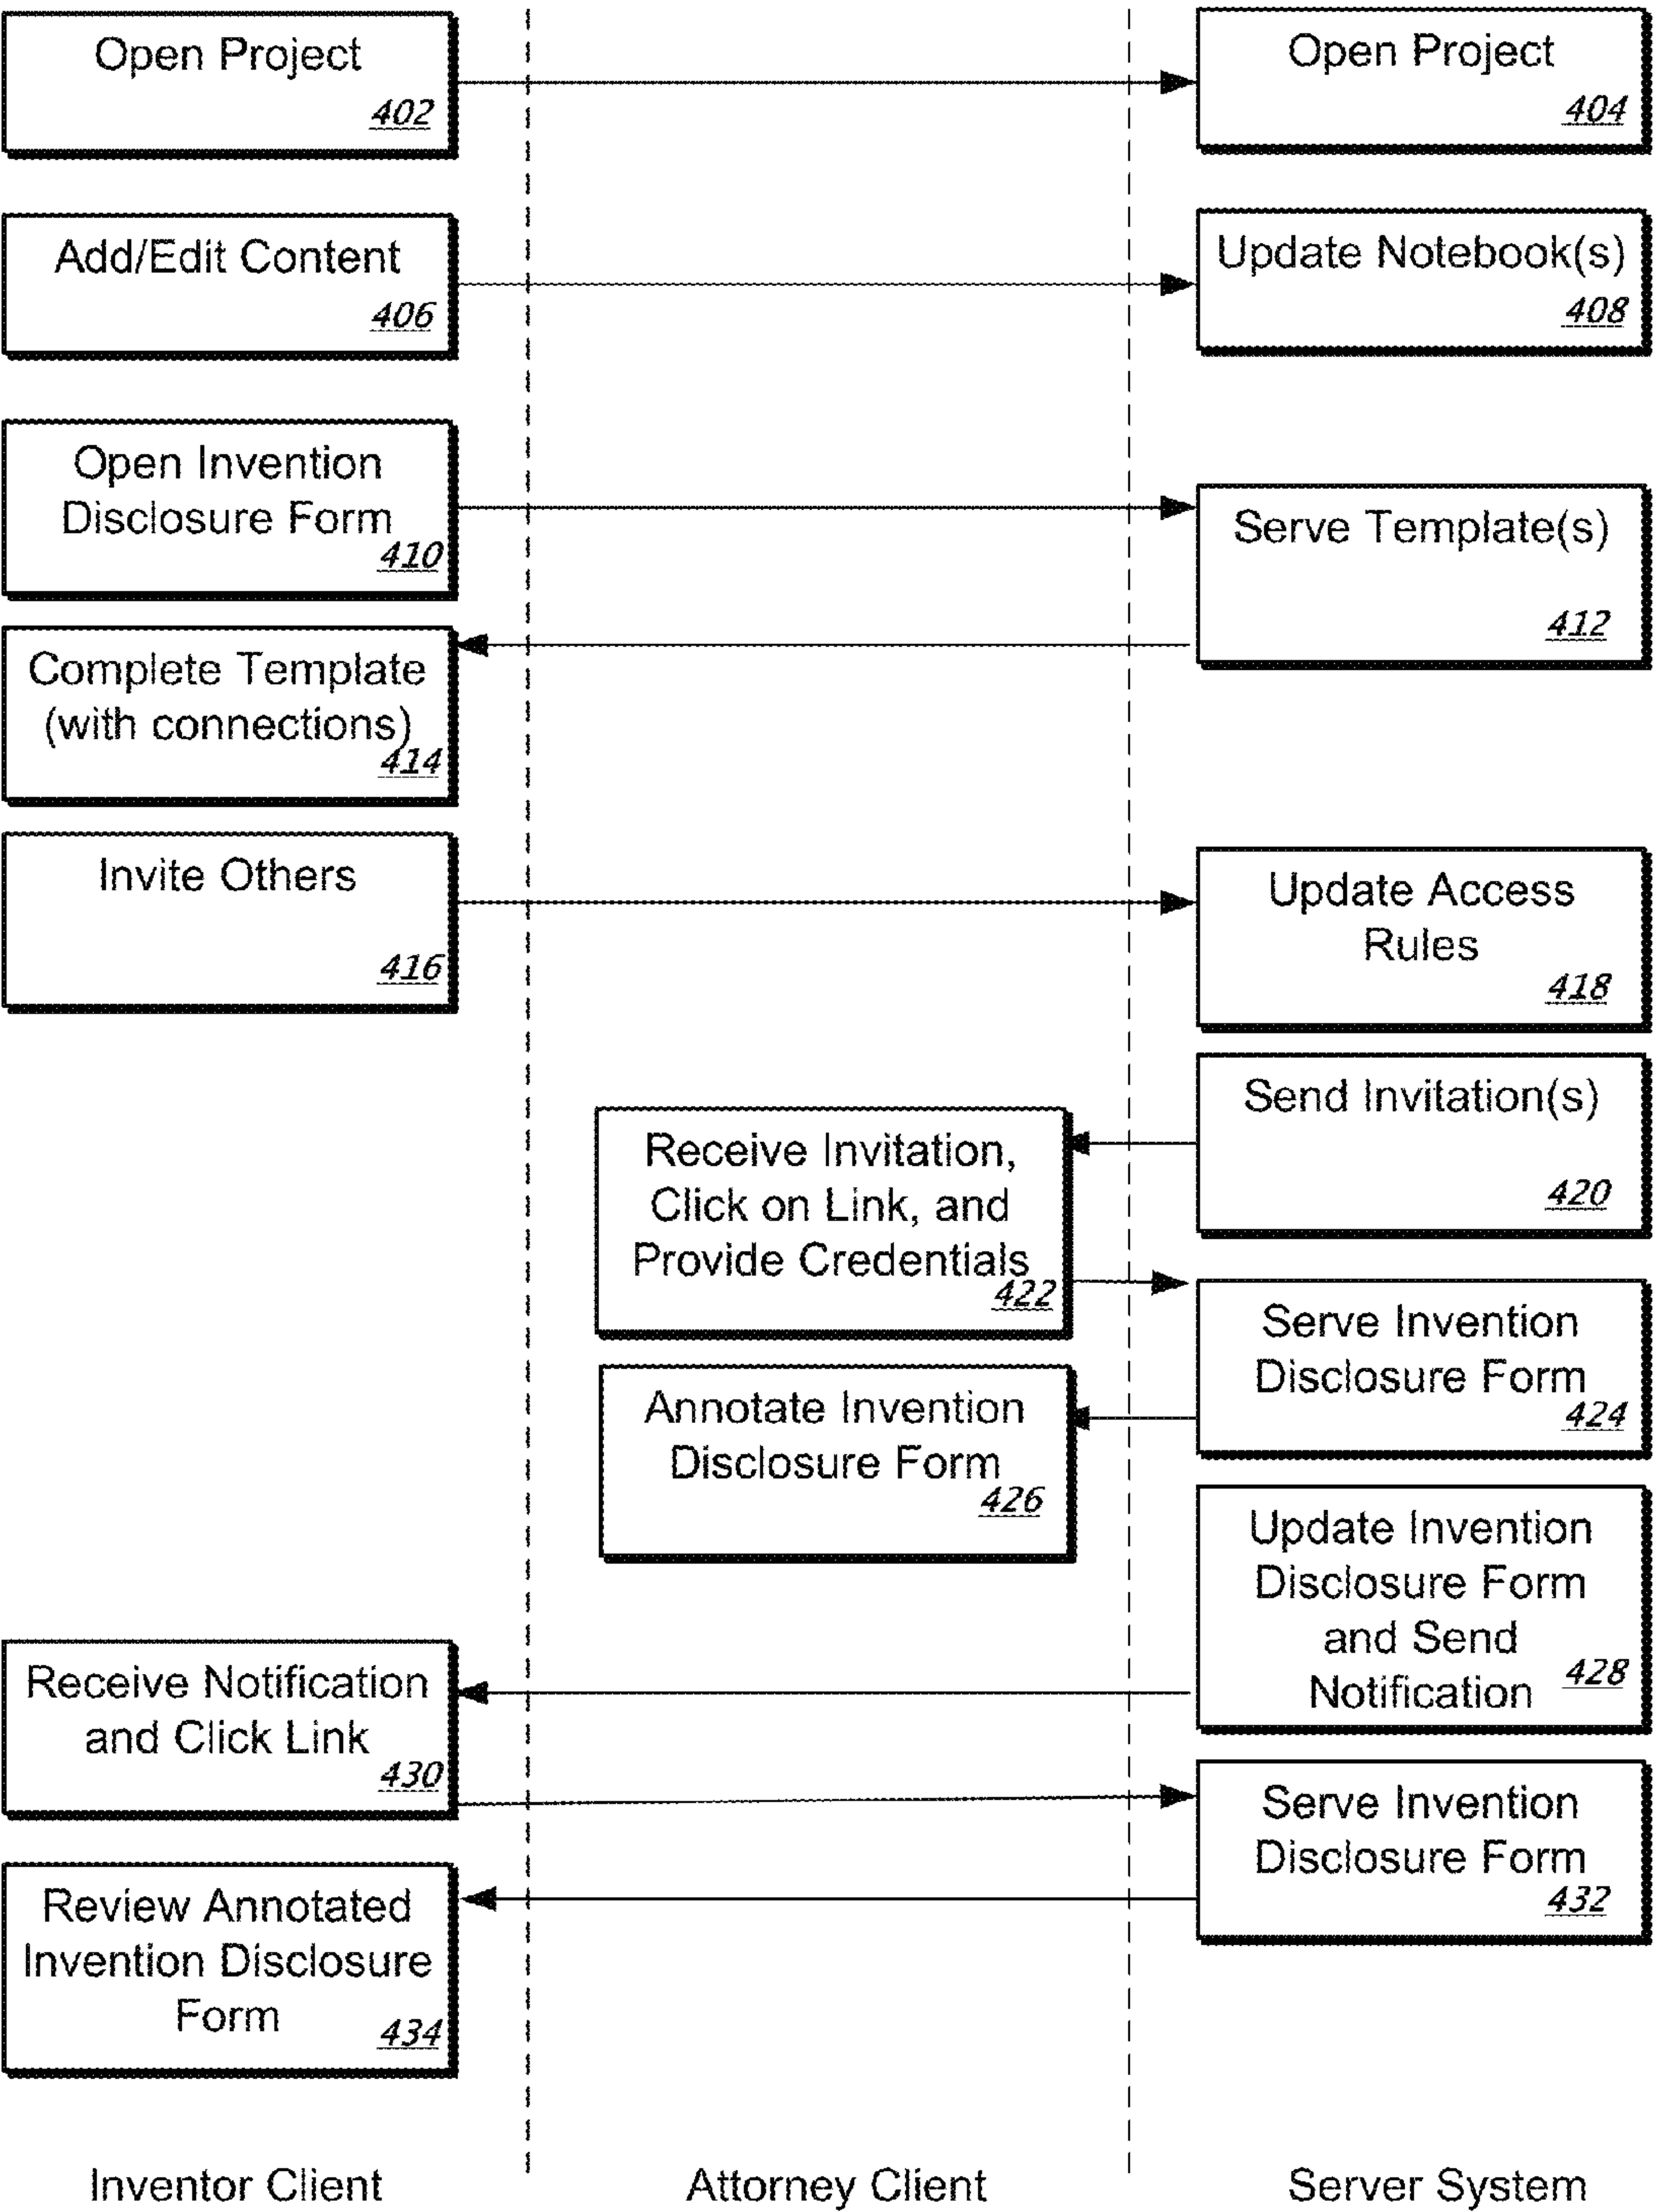 Open Project
402
Open Project
404
Add/Edit Content
406
Update Notebook(s)
408
Open Invention
Disclosure Form
410
Serve Template(s)
412
Complete Template
(with connections)
414
Invite Others
416
Update Access
Rules
418
Send Invitation(s)
420
Receive Invitation,
Click on Link, and
Provide Credentials
422
Serve Invention
Disclosure Form
424
Annotate Invention
Disclosure Form
426
Update Invention
Disclosure Form
and Send
Notification
428
Receive Notification
and Click Link
430
Serve Invention
Disclosure Form
432
Review Annotated
Invention Disclosure
Form
434
Inventor Client
Attorney Client
Server System